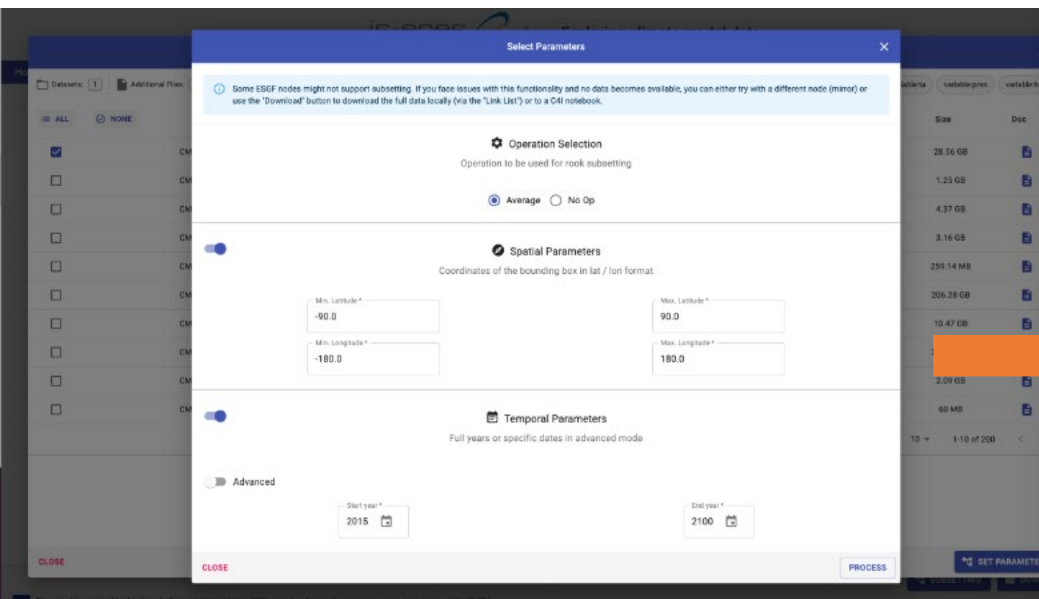 Select Parameters
Datasets: 1 Additional Files:
Some ESGF nodes might not support subsetting. If you face issues with this functionality and no data becomes available, you can either try with a different node (mirror) or
use the "Download" button to download the full data locally (via the "Link List") or to a C4I notebook.
ALL NONE
Size Doc
Operation Selection
Operation to be used for rook subsetting
Average No Op
28.56 GB
1.25 GB
4.37 GB
3.16 GB
259.14 MB
206.28 GB
10.47 GB
2.09 GB
60 MB
Spatial Parameters
Coordinates of the bounding box in lat / lon format
Min. Latitude *
-90.0
Max. Latitude *
90.0
Min. Longitude *
-180.0
Max. Longitude *
180.0
Temporal Parameters
Full years or specific dates in advanced mode
10 1-10 of 200
Advanced
Start year *
2015
End year *
2100
CLOSE
CLOSE
PROCESS
SET PARAMETE